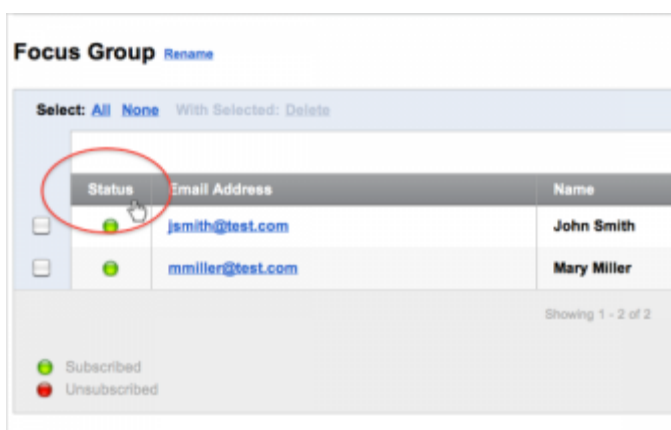 Focus Group Rename
Select: All None With Selected: Delete
Status Email Address Name
jsmith@test.com John Smith
mmiller@test.com Mary Miller
Showing 1 - 2 of 2
Subscribed
Unsubscribed